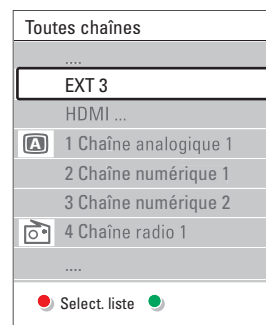 Toutes chaînes
....
EXT 3
HDMI ...
A 1 Chaîne analogique 1
2 Chaîne numérique 1
3 Chaîne numérique 2
4 Chaîne radio 1
....
Select. liste